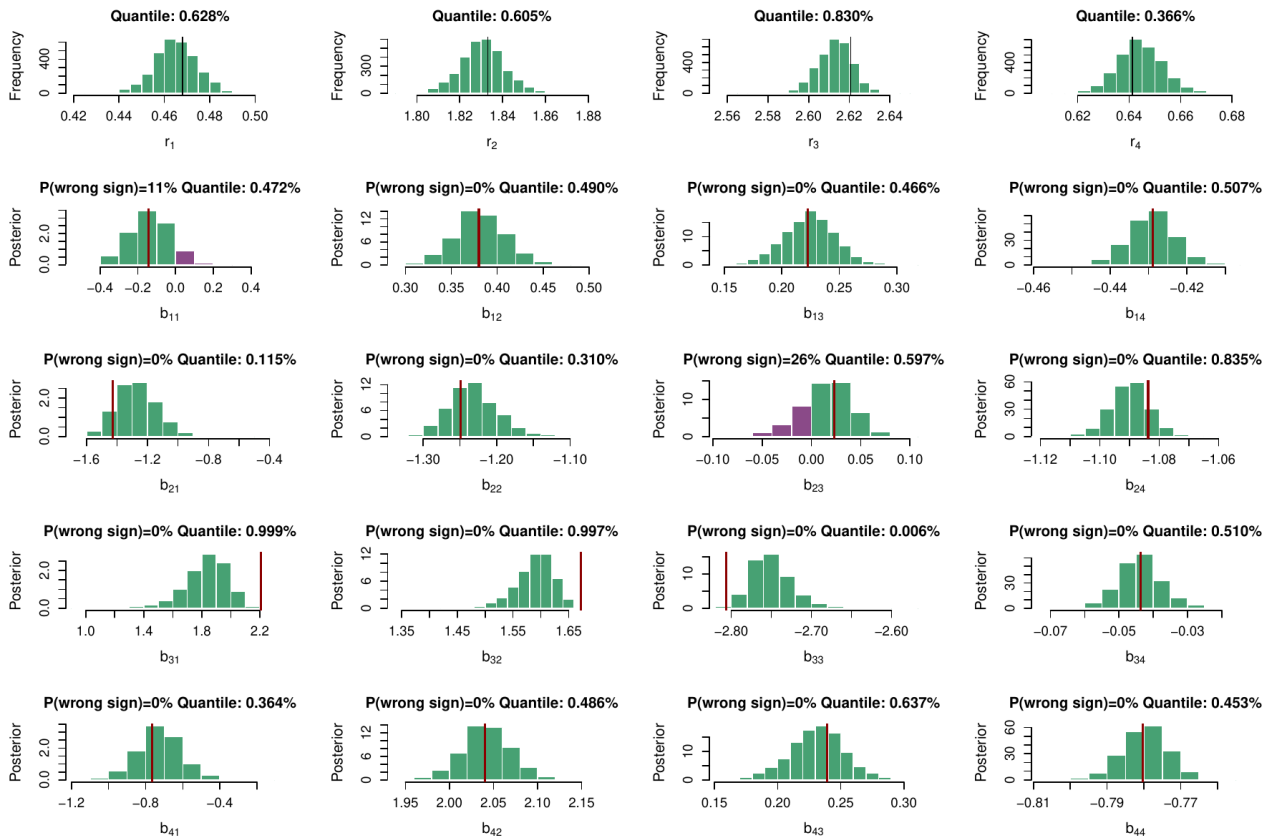 Quantile: 0.628%
Quantile: 0.605%
Quantile: 0.830%
Quantile: 0.366%
Frequency 0 400
Frequency 0 300
Frequency 0 400
Frequency 0 400
0.42 0.44 0.46 0.48 0.50
1.80 1.82 1.84 1.86 1.88
2.56 2.58 2.60 2.62 2.64
0.62 0.64 0.66 0.68
r₁
r₂
r₃
r₄
P(wrong sign)=11% Quantile: 0.472%
P(wrong sign)=0% Quantile: 0.490%
P(wrong sign)=0% Quantile: 0.466%
P(wrong sign)=0% Quantile: 0.507%
Posterior 0.0 2.0
Posterior 0 6 12
Posterior 0 10
Posterior 0 30
−0.4 −0.2 0.0 0.2 0.4
0.30 0.35 0.40 0.45 0.50
0.15 0.20 0.25 0.30
−0.46 −0.44 −0.42
b₁₁
b₁₂
b₁₃
b₁₄
P(wrong sign)=0% Quantile: 0.115%
P(wrong sign)=0% Quantile: 0.310%
P(wrong sign)=26% Quantile: 0.597%
P(wrong sign)=0% Quantile: 0.835%
Posterior 0.0 2.0
Posterior 0 4 8 12
Posterior 0 10
Posterior 0 30 60
−1.6 −1.2 −0.8 −0.4
−1.30 −1.20 −1.10
−0.10 −0.05 0.00 0.05 0.10
−1.12 −1.10 −1.08 −1.06
b₂₁
b₂₂
b₂₃
b₂₄
P(wrong sign)=0% Quantile: 0.999%
P(wrong sign)=0% Quantile: 0.997%
P(wrong sign)=0% Quantile: 0.006%
P(wrong sign)=0% Quantile: 0.510%
Posterior 0.0 2.0
Posterior 0 4 8 12
Posterior 0 10
Posterior 0 30
1.0 1.4 1.8 2.2
1.35 1.45 1.55 1.65
−2.80 −2.70 −2.60
−0.07 −0.05 −0.03
b₃₁
b₃₂
b₃₃
b₃₄
P(wrong sign)=0% Quantile: 0.364%
P(wrong sign)=0% Quantile: 0.486%
P(wrong sign)=0% Quantile: 0.637%
P(wrong sign)=0% Quantile: 0.453%
Posterior 0.0 2.0
Posterior 0 6 12
Posterior 0 10
Posterior 0 30 60
−1.2 −0.8 −0.4
1.95 2.00 2.05 2.10 2.15
0.15 0.20 0.25 0.30
−0.81 −0.79 −0.77
b₄₁
b₄₂
b₄₃
b₄₄